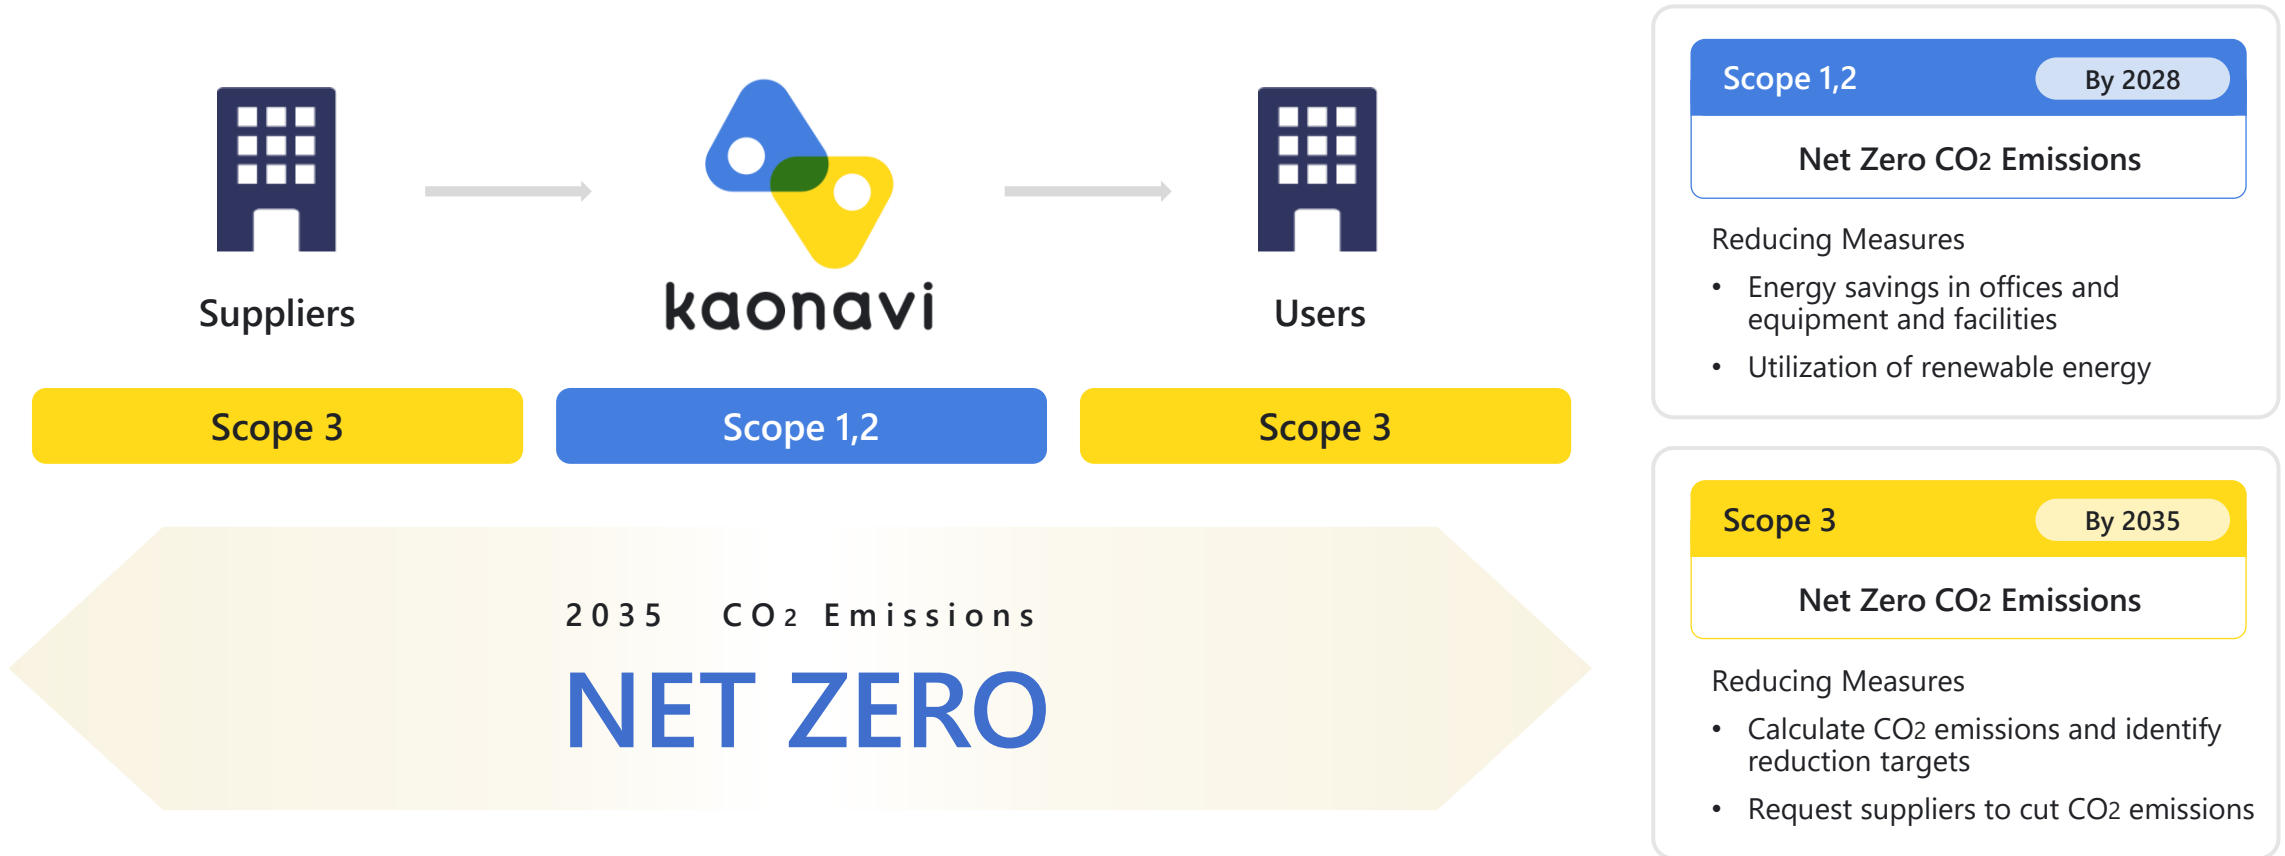 Suppliers
kaonavi
Users
Scope 3
Scope 1,2
Scope 3
2035 CO2 Emissions
NET ZERO
Scope 1,2
By 2028
Net Zero CO2 Emissions
Reducing Measures
• Energy savings in offices and
equipment and facilities
• Utilization of renewable energy
Scope 3
By 2035
Net Zero CO2 Emissions
Reducing Measures
• Calculate CO2 emissions and identify
reduction targets
• Request suppliers to cut CO2 emissions